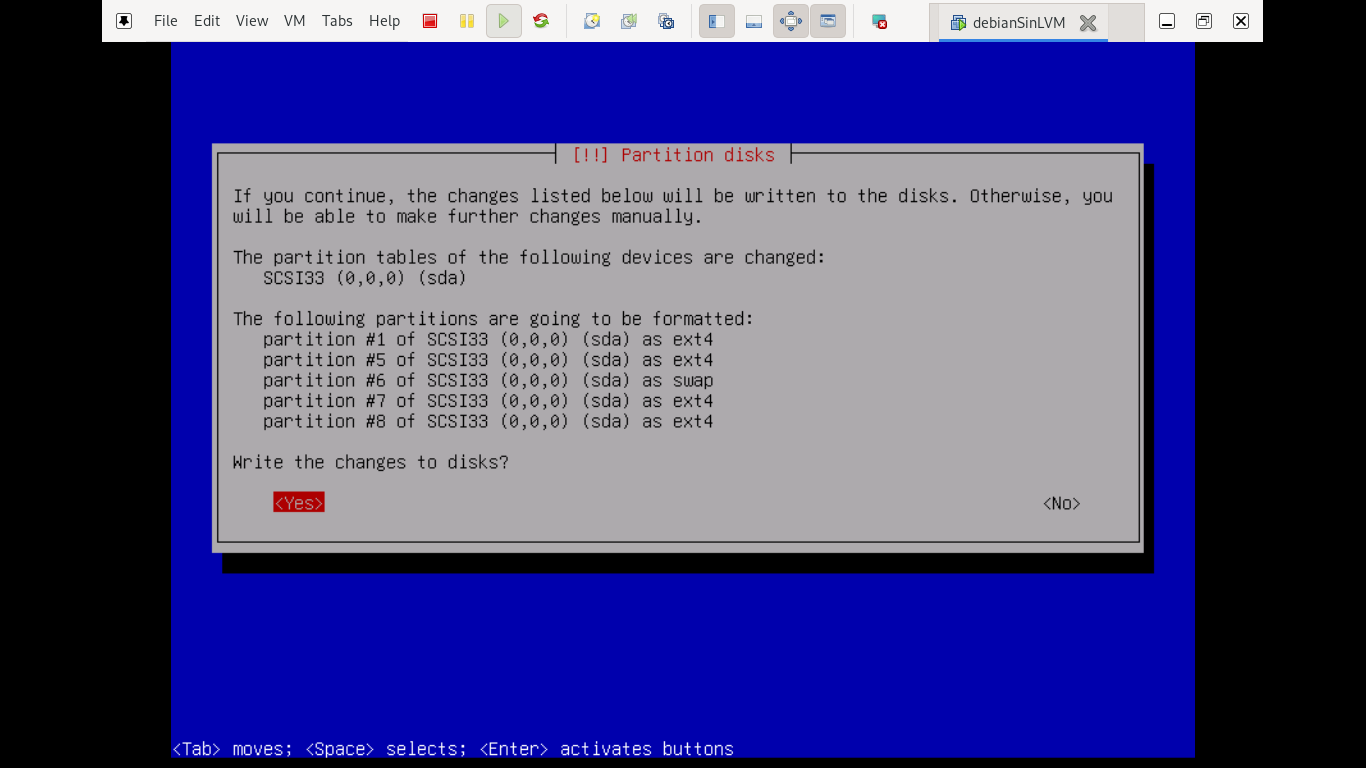 File Edit View VM Tabs Help debianSinLVM
[!!] Partition disks
If you continue, the changes listed below will be written to the disks. Otherwise, you
will be able to make further changes manually.
The partition tables of the following devices are changed:
SCSI33 (0,0,0) (sda)
The following partitions are going to be formatted:
partition #1 of SCSI33 (0,0,0) (sda) as ext4
partition #5 of SCSI33 (0,0,0) (sda) as ext4
partition #6 of SCSI33 (0,0,0) (sda) as swap
partition #7 of SCSI33 (0,0,0) (sda) as ext4
partition #8 of SCSI33 (0,0,0) (sda) as ext4
Write the changes to disks?
<Yes> <No>
<Tab> moves; <Space> selects; <Enter> activates buttons